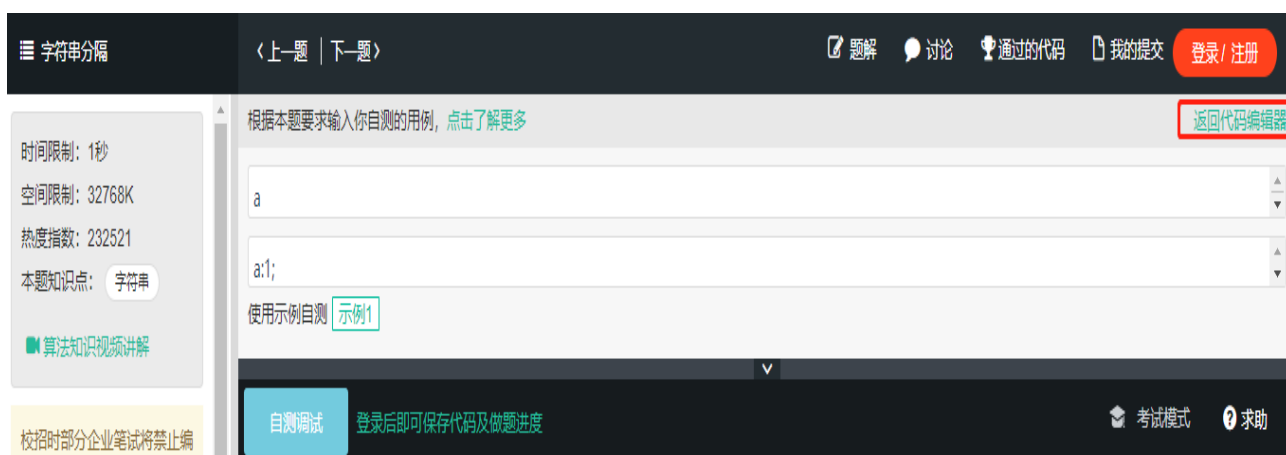 字符串分隔
上一题 | 下一题
题解
讨论
通过的代码
我的提交
登录/ 注册
时间限制：1秒
空间限制：32768K
热度指数：232521
本题知识点：
字符串
算法知识视频讲解
校招时部分企业笔试将禁止编
根据本题要求输入你自测的用例，点击了解更多
返回代码编辑器
a
a:1;
使用示例自测 示例1
自测调试
登录后即可保存代码及做题进度
考试模式
求助